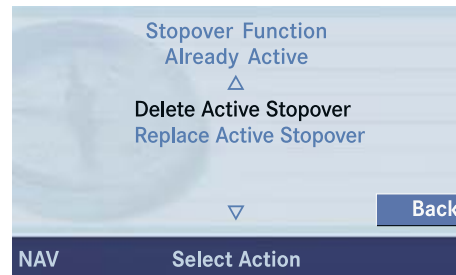 Stopover Function
Already Active
Delete Active Stopover
Replace Active Stopover
Back
NAV Select Action